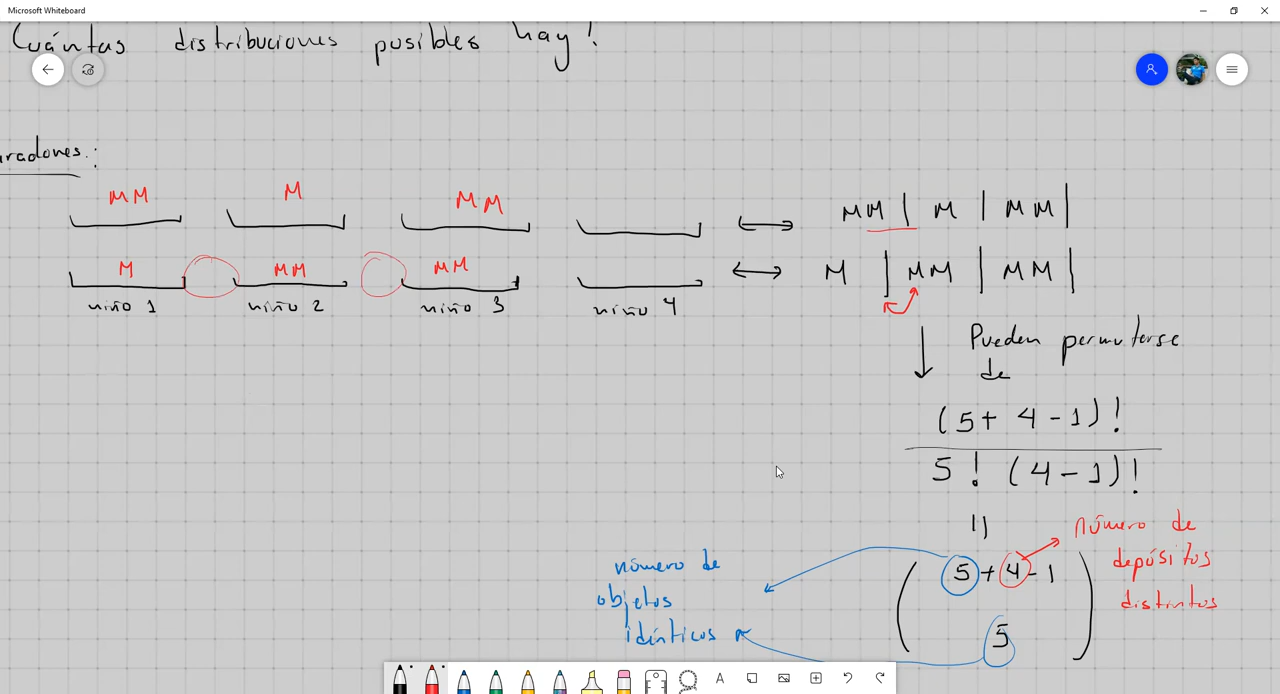 Microsoft Whiteboard
Cuántas distribuciones posibles hay?
radores:
MM M MM
MM | M | MM |
M MM MM
M | MM | MM |
niño 1 niño 2 niño 3 niño 4
Pueden permutarse
de
(5+ 4-1)!
5! (4-1)!
número de
depósitos
distintos
número de
objetos
idénticos
5+4-1
5
A